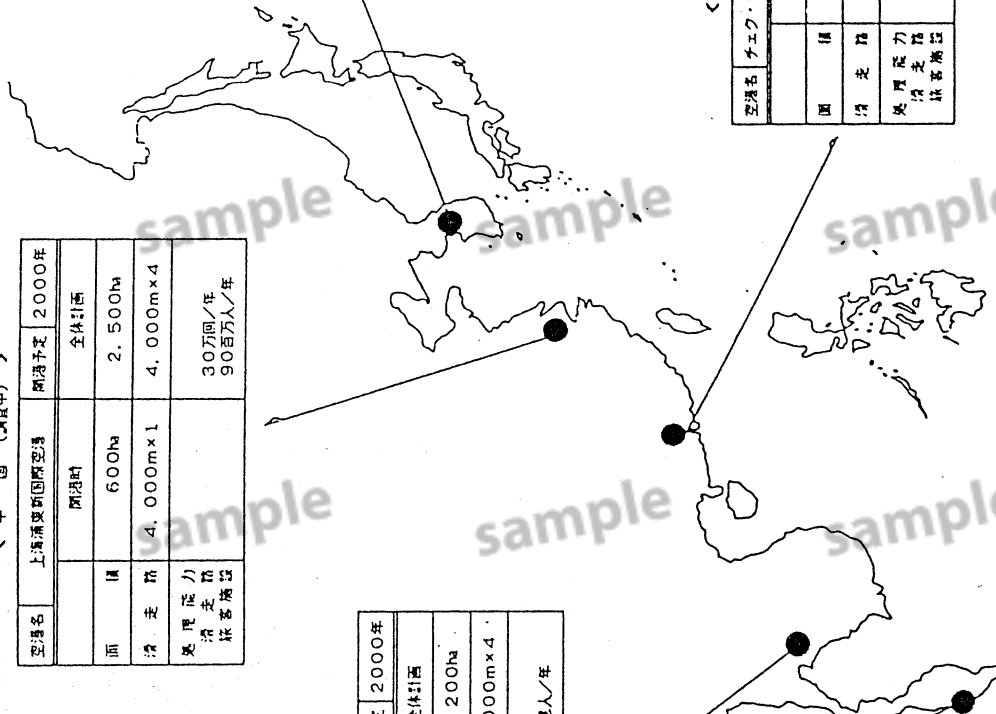 空港名 上海浦東新国際空港 開港予定 2000年
開港時 全体計画
面積 600ha 2.500ha
滑走路 4.000m×1 4.000m×4
処理能力
滑走路 30万回/年
旅客施設 90百万人/年
空港名 チェク・
面積
滑走路
処理能力
滑走路
旅客施設
2000年
体計画
200ha
000m×4
人/年
sample
sample
sample
sample
sample
sample